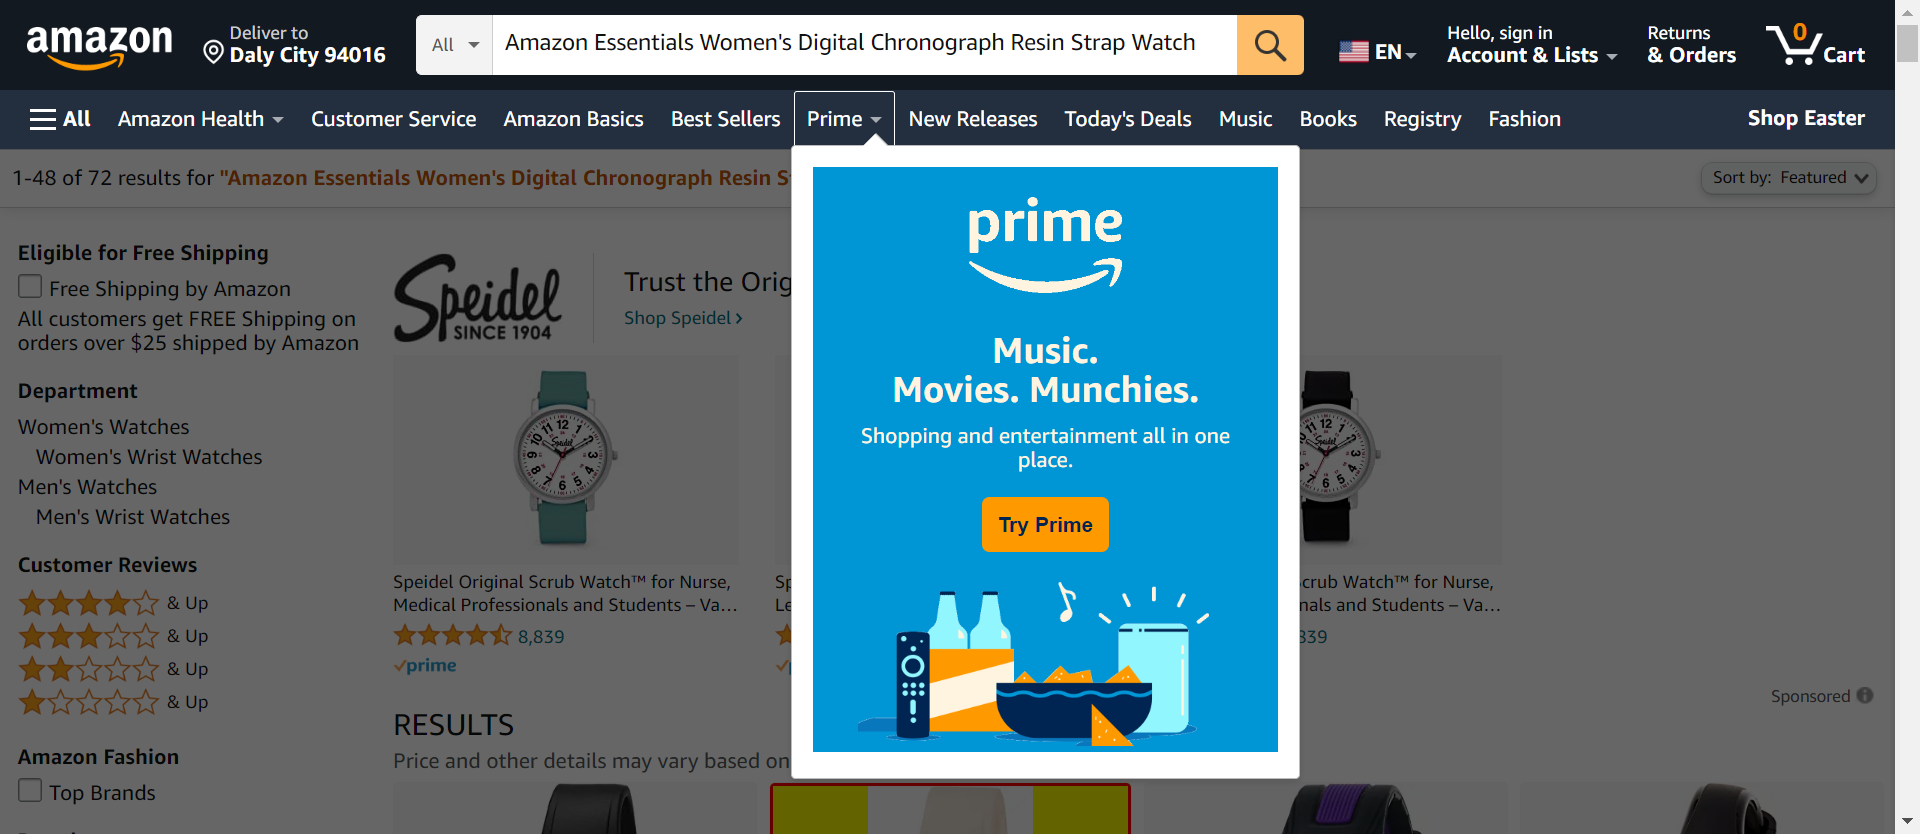 amazon
Deliver to
Daly City 94016
All
Amazon Essentials Women's Digital Chronograph Resin Strap Watch
EN
Hello, sign in
Account & Lists
Returns
& Orders
0
Cart
All
Amazon Health
Customer Service
Amazon Basics
Best Sellers
Prime
New Releases
Today's Deals
Music
Books
Registry
Fashion
Shop Easter
1-48 of 72 results for "Amazon Essentials Women's Digital Chronograph Resin S
Sort by: Featured
Eligible for Free Shipping
Free Shipping by Amazon
All customers get FREE Shipping on
orders over $25 shipped by Amazon
Department
Women's Watches
Women's Wrist Watches
Men's Watches
Men's Wrist Watches
Customer Reviews
& Up
& Up
& Up
& Up
Amazon Fashion
Top Brands
Speidel
SINCE 1904
Trust the Orig
Shop Speidel ›
Speidel Original Scrub Watch™ for Nurse,
Medical Professionals and Students – Va...
8,839
prime
prime
Music.
Movies. Munchies.
Shopping and entertainment all in one
place.
Try Prime
crub Watch™ for Nurse,
nals and Students – Va...
839
Sponsored
RESULTS
Price and other details may vary based on